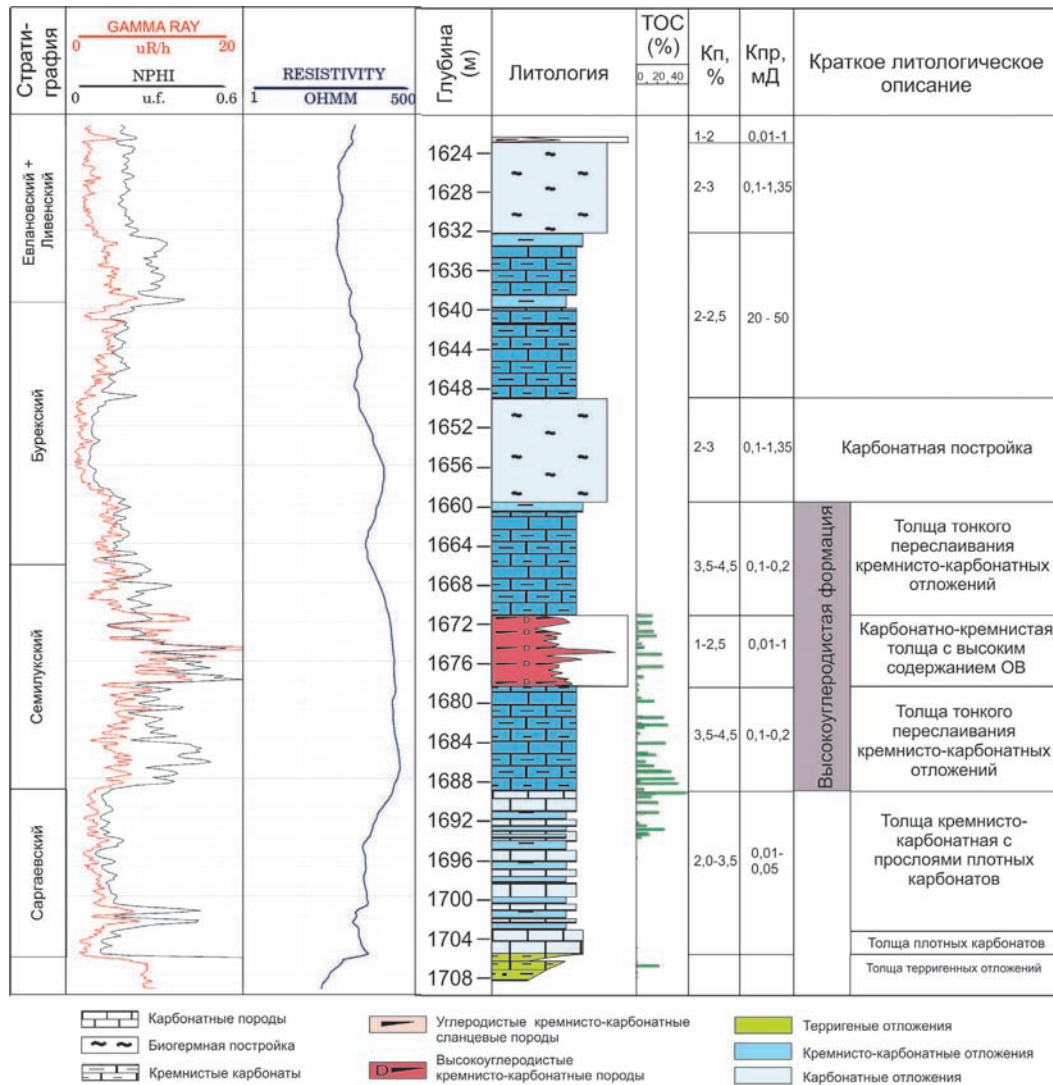 Страти-
графия
GAMMA RAY
0 20
uR/h
NPHI
0 0.6
u.f.
RESISTIVITY
1 500
OHMM
Глубина
(м)
Литология
TOC
(%)
0 20 40
Кп,
%
Кпр,
мД
Краткое литологическое
описание
Евлановский +
Ливенский
Бурекский
Семилукский
Саргаевский
1624
1628
1632
1636
1640
1644
1648
1652
1656
1660
1664
1668
1672
1676
1680
1684
1688
1692
1696
1700
1704
1708
D
D
D
D
D
1-2
0,01-1
2-3
0,1-1,35
2-2,5
20 - 50
2-3
0,1-1,35
Карбонатная постройка
Высокоуглеродистая формация
3,5-4,5
0,1-0,2
Толща тонкого
переслаивания
кремнисто-карбонатных
отложений
1-2,5
0,01-1
Карбонатно-кремнистая
толща с высоким
содержанием ОВ
3,5-4,5
0,1-0,2
Толща тонкого
переслаивания
кремнисто-карбонатных
отложений
2,0-3,5
0,01-
0,05
Толща кремнисто-
карбонатная с
прослоями плотных
карбонатов
Толща плотных карбонатов
Толща терригенных отложений
Карбонатные породы
Биогермная постройка
Кремнистые карбонаты
Углеродистые кремнисто-карбонатные
сланцевые породы
D
Высокоуглеродистые
кремнисто-карбонатные породы
Терригеные отложения
Кремнисто-карбонатные отложения
Карбонатные отложения